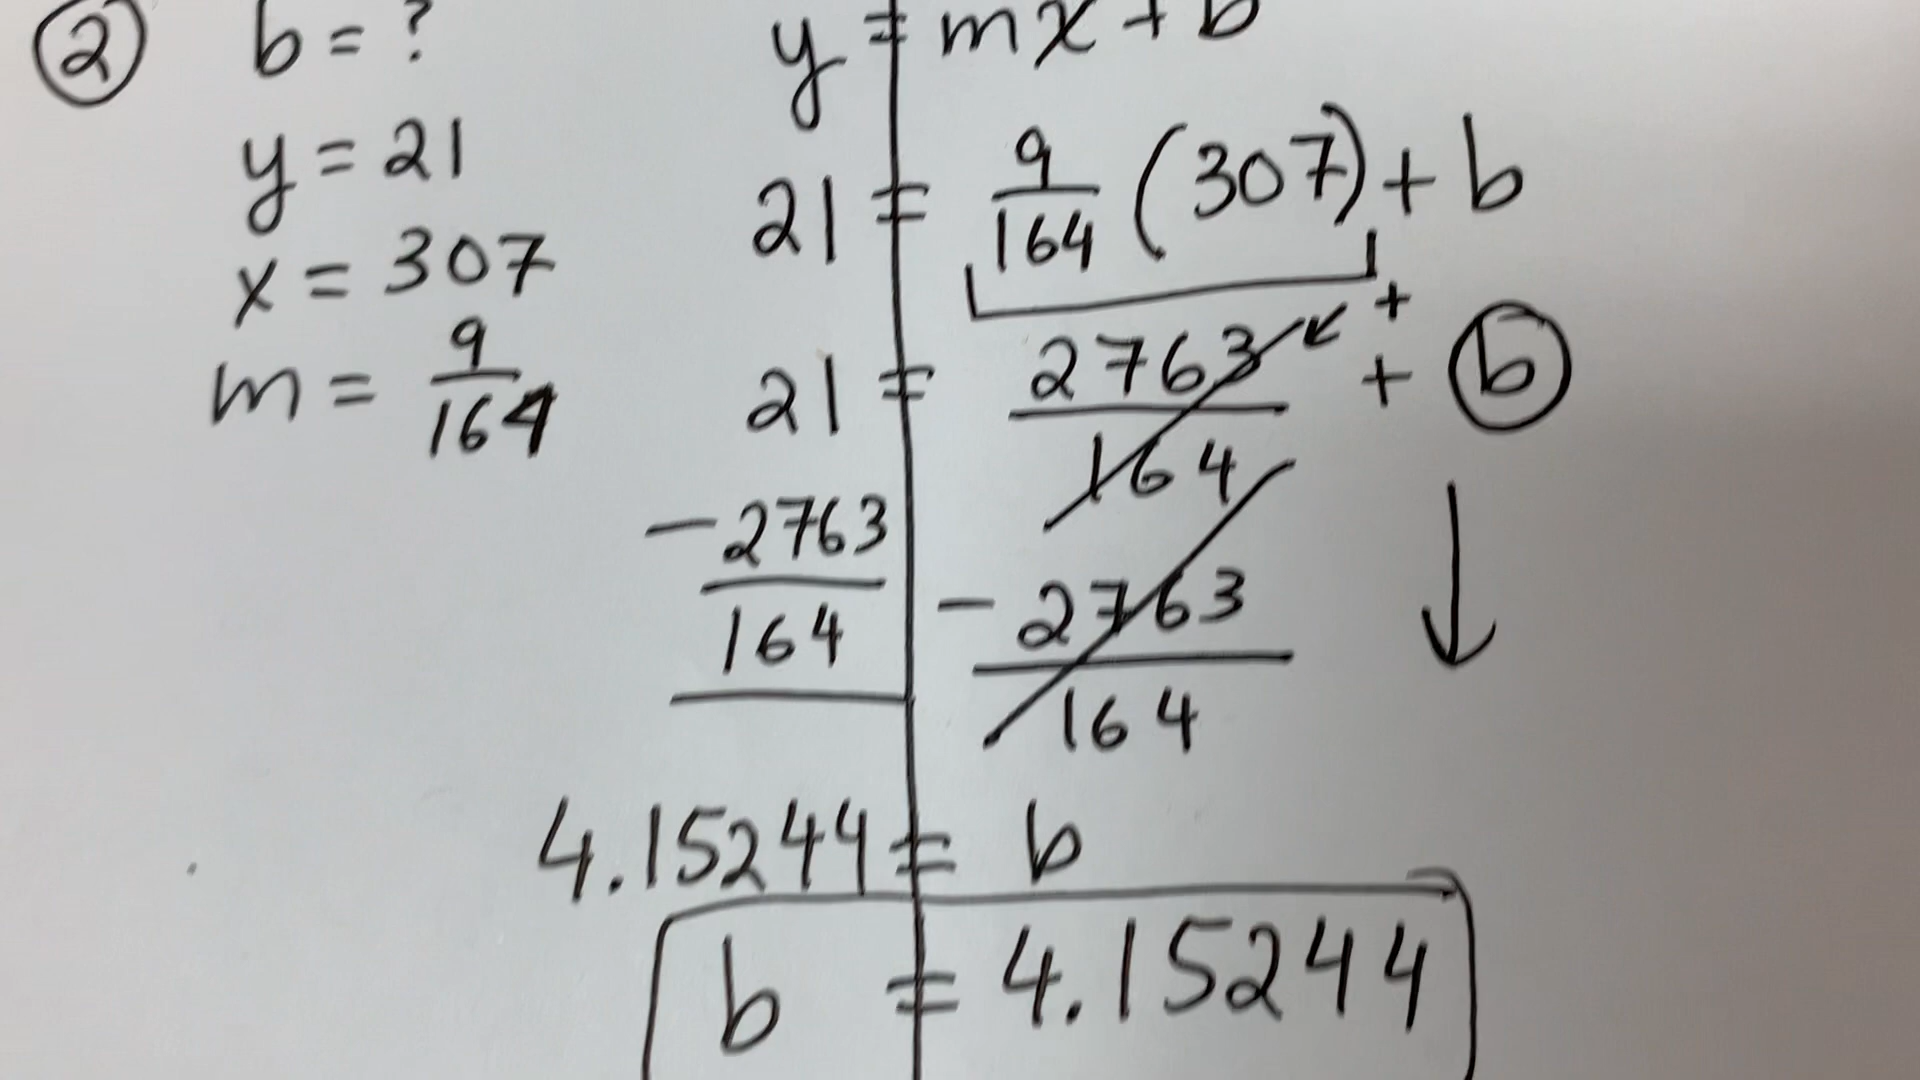 ② b = ?
y = 21
x = 307
m = 9/164
y = mx + b
21 = 9/164 (307) + b
+
21 = 2763/164 + b
- 2763/164 - 2763/164
4.15244 = b
b = 4.15244